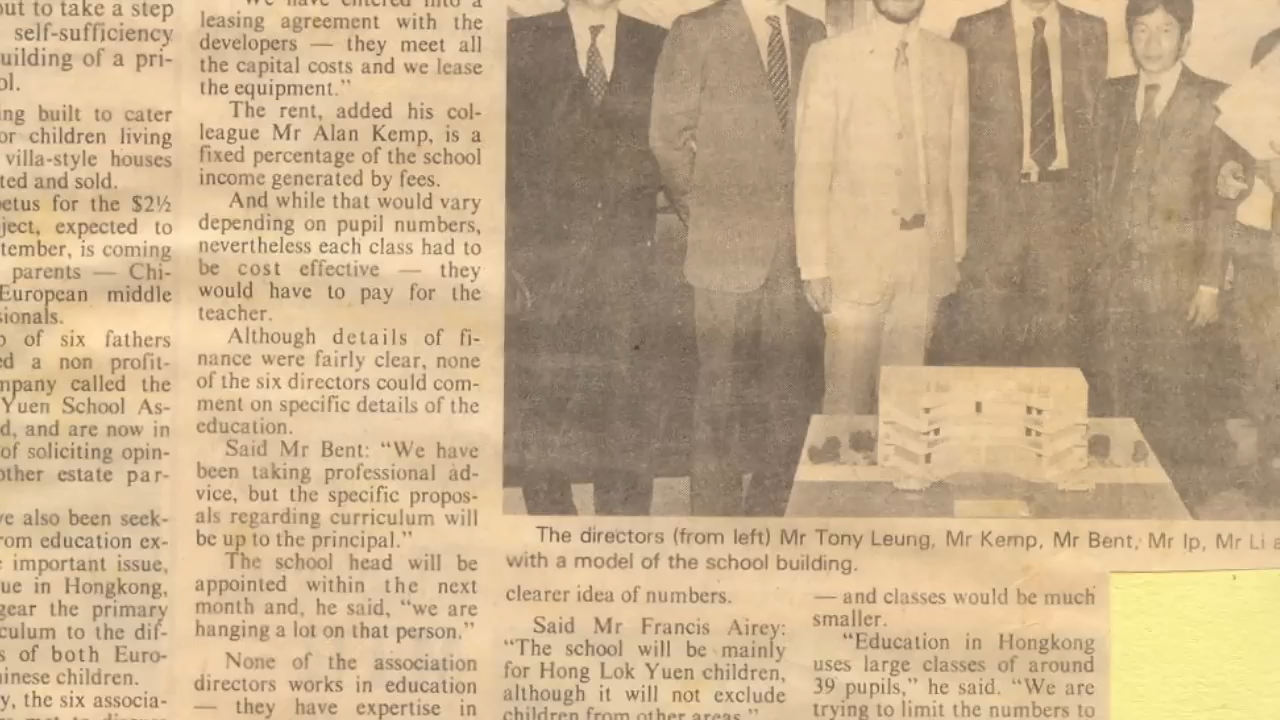 out to take a step
self-sufficiency
uilding of a pri-
ol.
ing built to cater
or children living
villa-style houses
ted and sold.
etus for the $2½
ject, expected to
tember, is coming
parents — Chi-
European middle
sionals.
of six fathers
ed a non profit-
mpany called the
Yuen School As-
d, and are now in
of soliciting opin-
other estate par-
ve also been seek-
rom education ex-
important issue,
ue in Hongkong,
gear the primary
culum to the dif-
s of both Euro-
inese children.
y, the six associa-
leasing agreement with the
developers — they meet all
the capital costs and we lease
the equipment."
The rent, added his col-
league Mr Alan Kemp, is a
fixed percentage of the school
income generated by fees.
And while that would vary
depending on pupil numbers,
nevertheless each class had to
be cost effective — they
would have to pay for the
teacher.
Although details of fi-
nance were fairly clear, none
of the six directors could com-
ment on specific details of the
education.
Said Mr Bent: "We have
been taking professional ad-
vice, but the specific propos-
als regarding curriculum will
be up to the principal."
The school head will be
appointed within the next
month and, he said, "we are
hanging a lot on that person."
None of the association
directors works in education
— they have expertise in
The directors (from left) Mr Tony Leung, Mr Kemp, Mr Bent, Mr Ip, Mr Li a
with a model of the school building.
clearer idea of numbers.
Said Mr Francis Airey:
"The school will be mainly
for Hong Lok Yuen children,
although it will not exclude
children from other areas."
— and classes would be much
smaller.
"Education in Hongkong
uses large classes of around
39 pupils," he said. "We are
trying to limit the numbers to